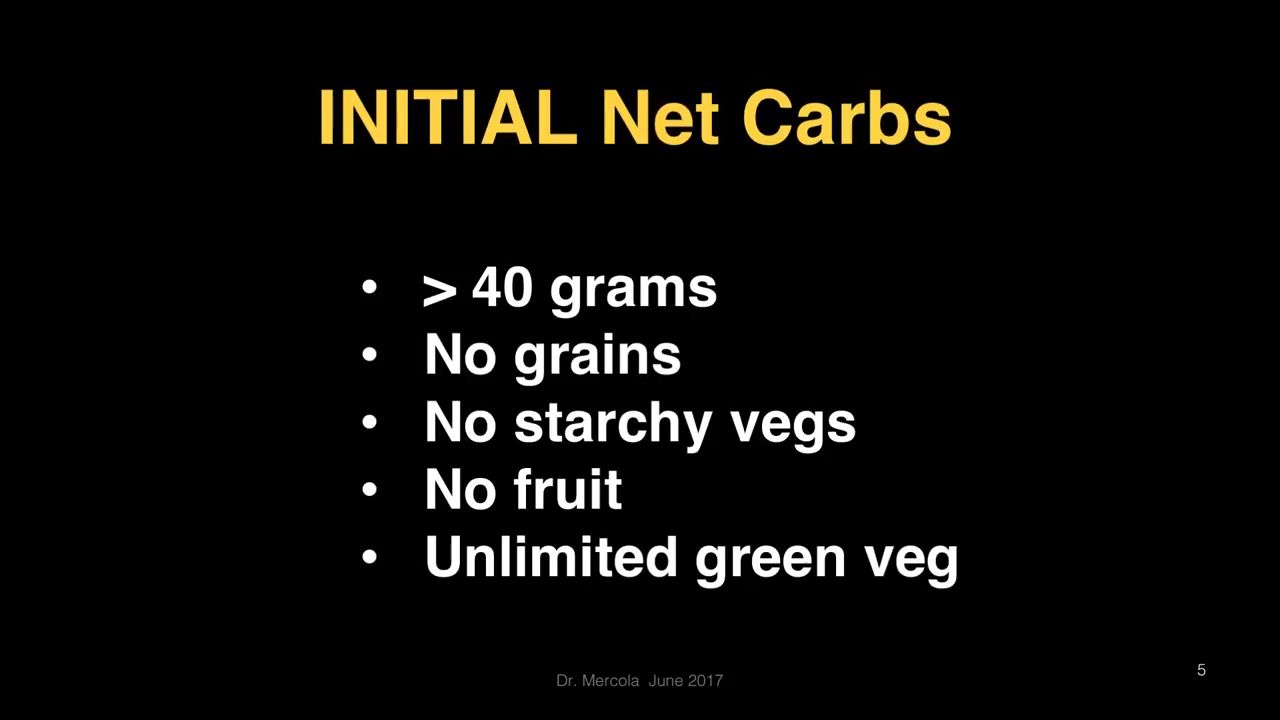 INITIAL Net Carbs
• > 40 grams
• No grains
• No starchy vegs
• No fruit
• Unlimited green veg
Dr. Mercola June 2017
5